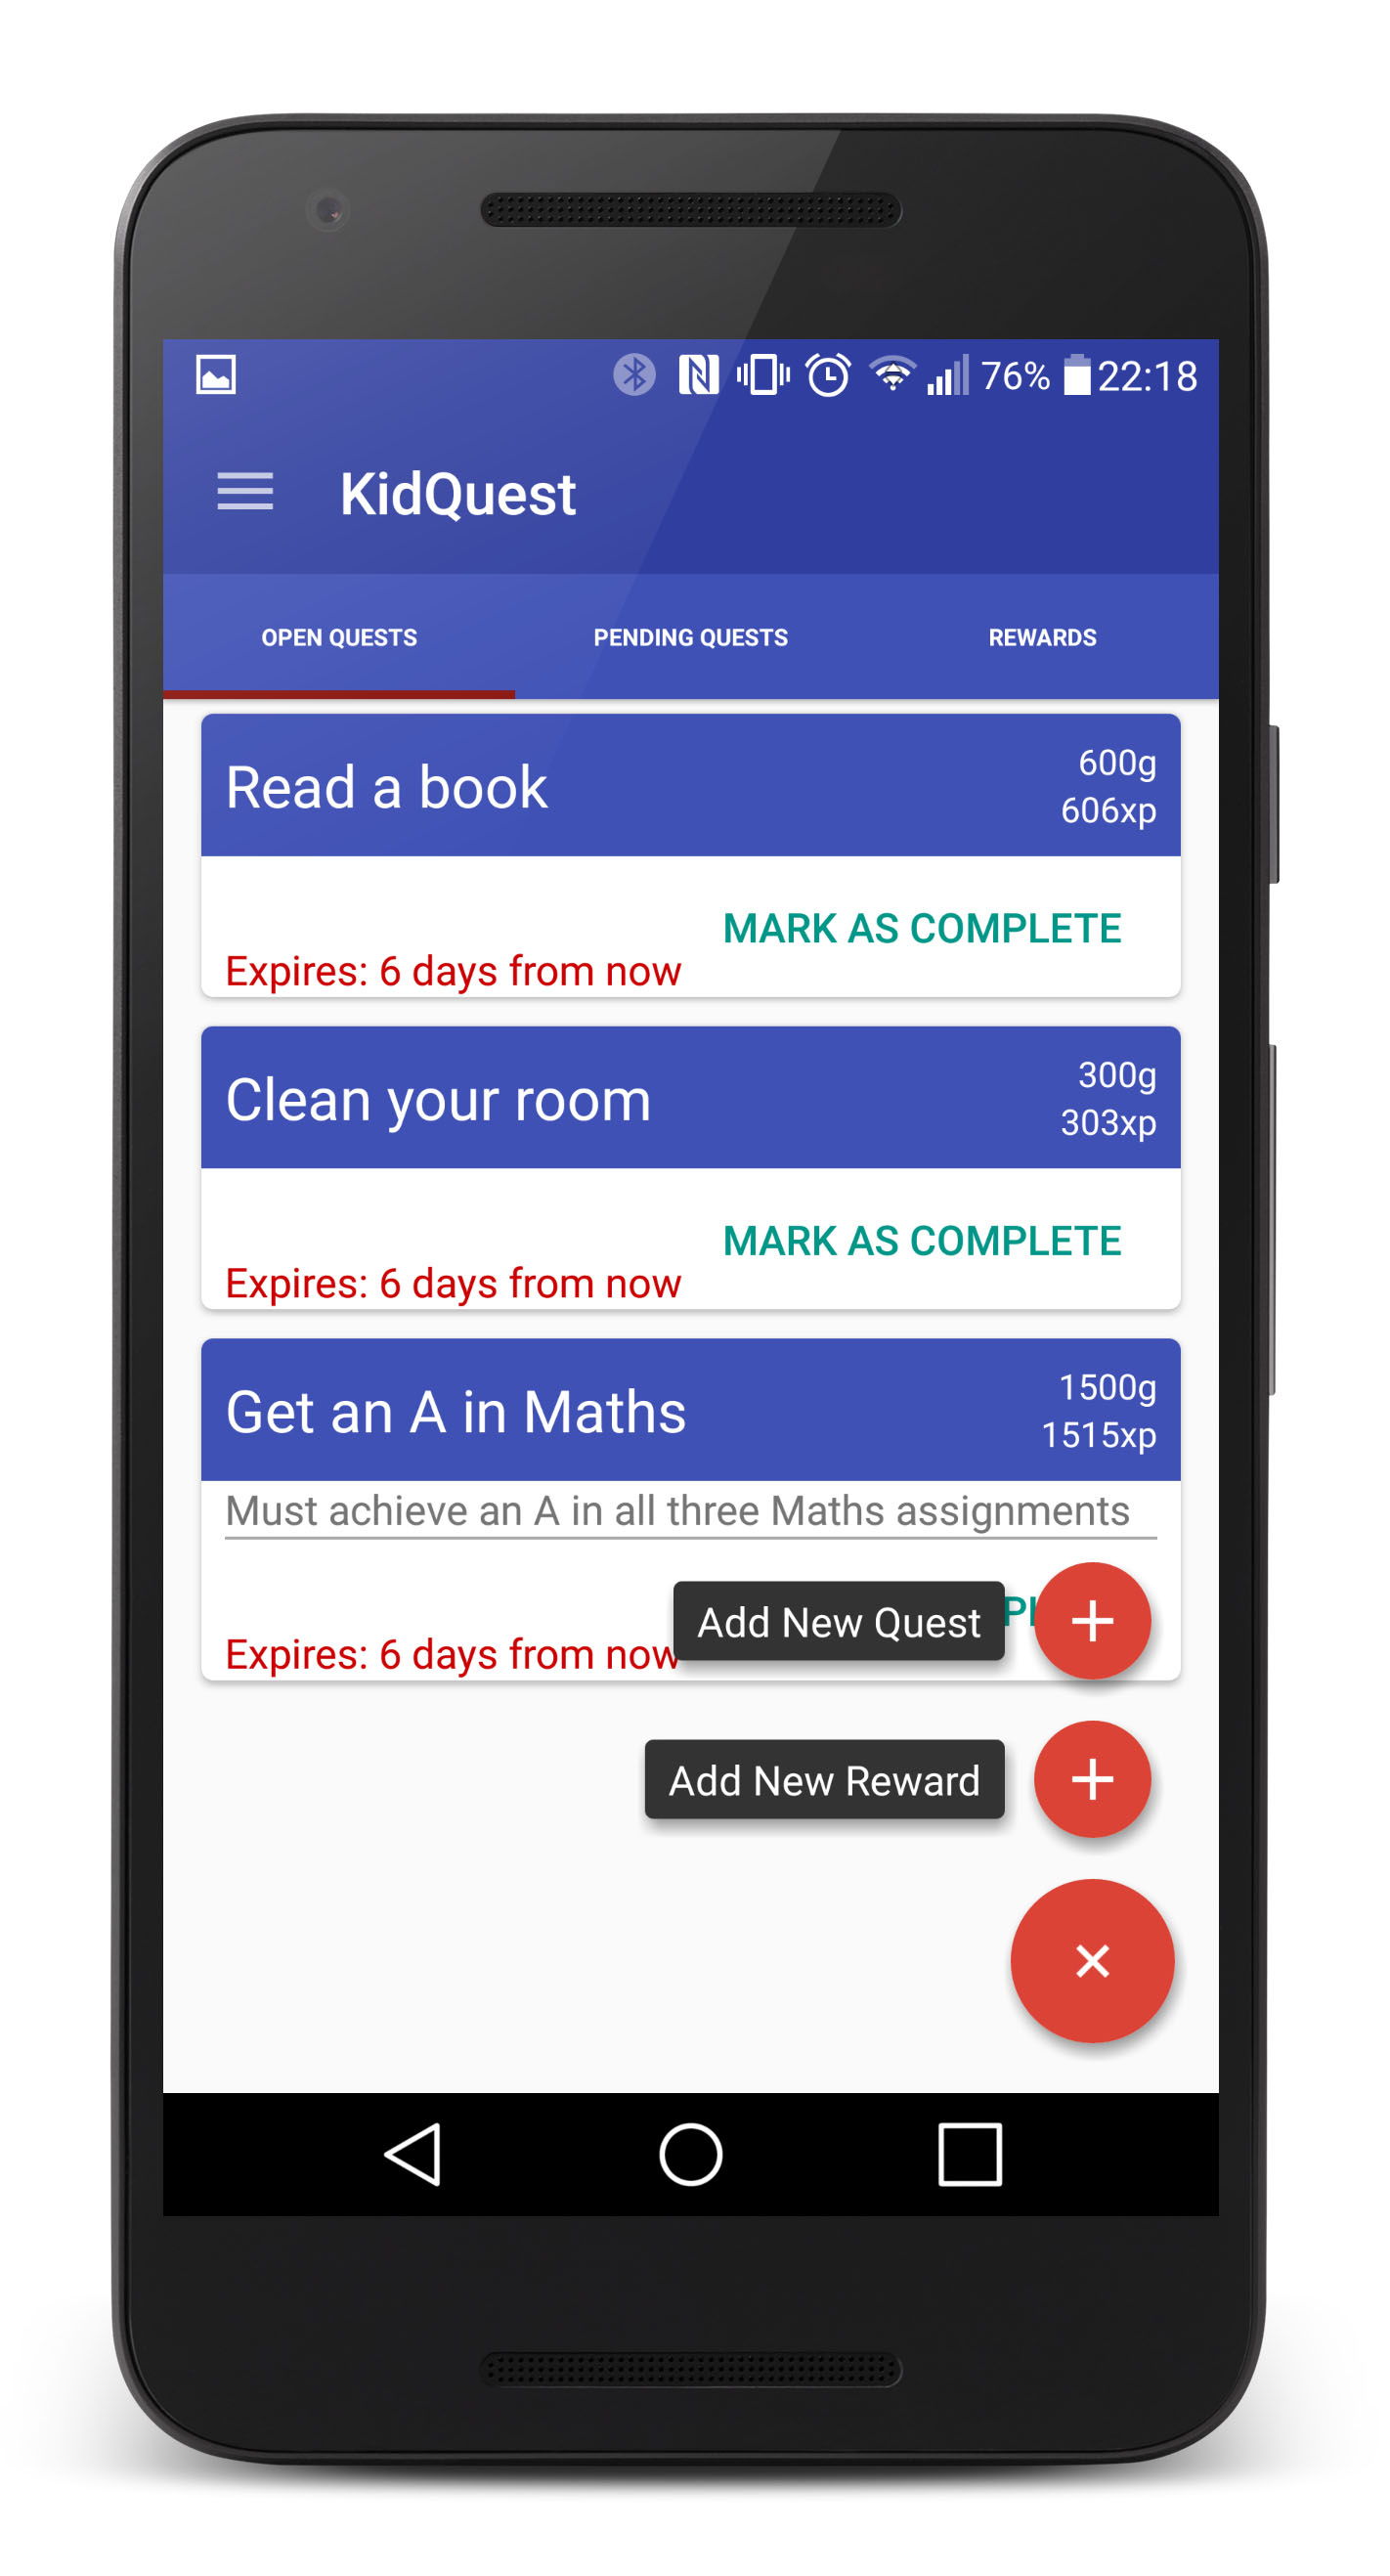 76% 22:18
KidQuest
OPEN QUESTS PENDING QUESTS REWARDS
Read a book
600g
606xp
MARK AS COMPLETE
Expires: 6 days from now
Clean your room
300g
303xp
MARK AS COMPLETE
Expires: 6 days from now
Get an A in Maths
1500g
1515xp
Must achieve an A in all three Maths assignments
Add New Quest
Expires: 6 days from now
Add New Reward